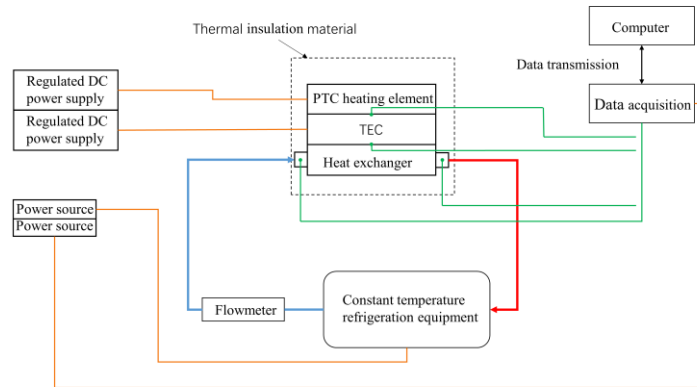 Thermal insulation material
Computer
Data transmission
Data acquisition
Regulated DC
power supply
Regulated DC
power supply
PTC heating element
TEC
Heat exchanger
Power source
Power source
Flowmeter
Constant temperature
refrigeration equipment